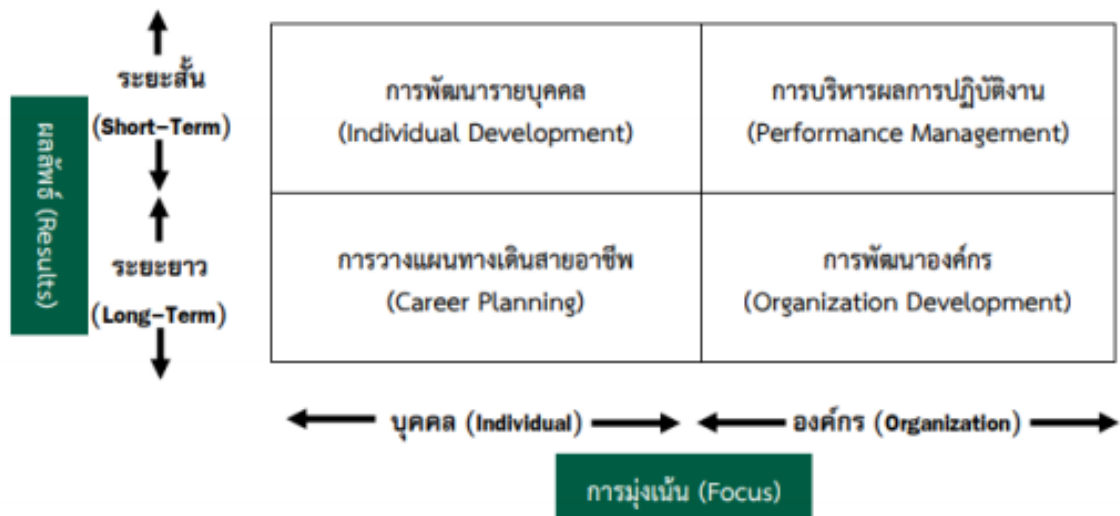 ผลลัพธ์ (Results)
ระยะสั้น
(Short-Term)
ระยะยาว
(Long-Term)
การพัฒนารายบุคคล
(Individual Development)
การบริหารผลการปฏิบัติงาน
(Performance Management)
การวางแผนทางเดินสายอาชีพ
(Career Planning)
การพัฒนาองค์กร
(Organization Development)
บุคคล (Individual)
องค์กร (Organization)
การมุ่งเน้น (Focus)